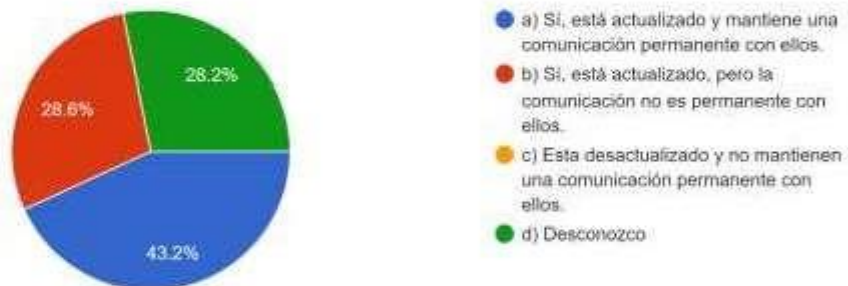 28.2%
28.6%
43.2%
a) Sí, está actualizado y mantiene una
comunicación permanente con ellos.
b) Sí, está actualizado, pero la
comunicación no es permanente con
ellos.
c) Esta desactualizado y no mantienen
una comunicación permanente con
ellos.
d) Desconozco